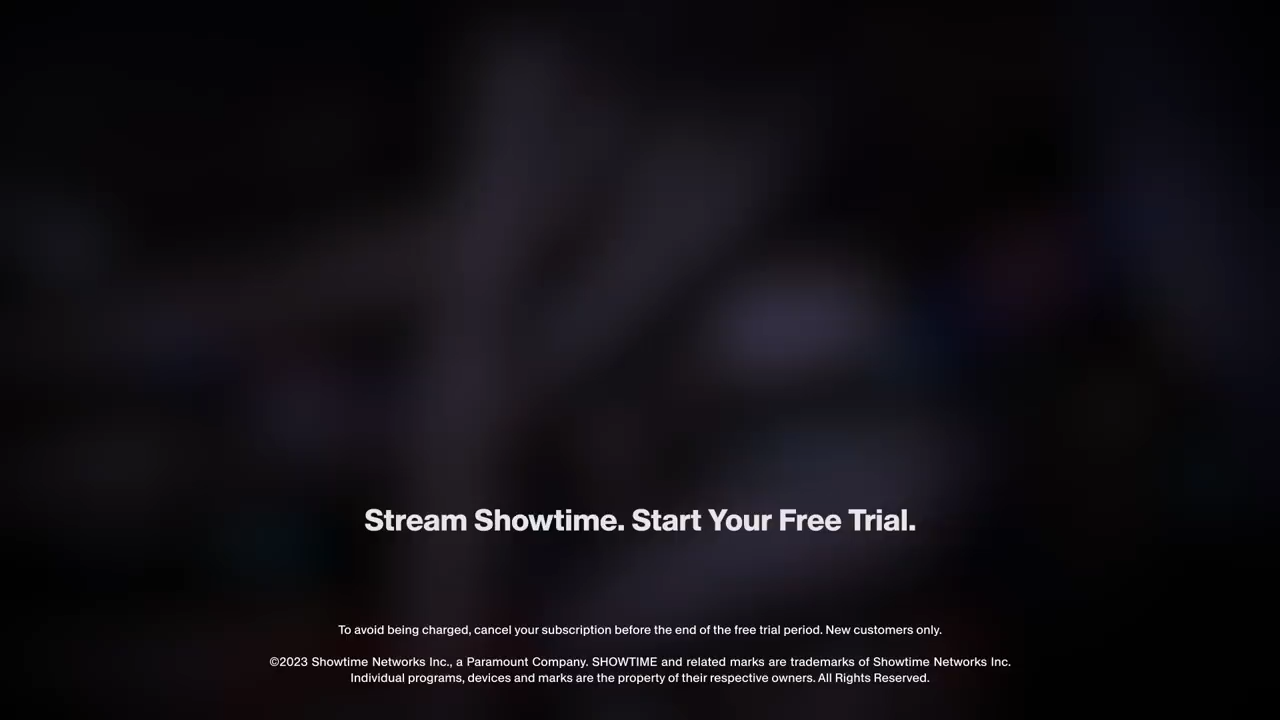 Stream Showtime. Start Your Free Trial.
To avoid being charged, cancel your subscription before the end of the free trial period. New customers only.
©2023 Showtime Networks Inc., a Paramount Company. SHOWTIME and related marks are trademarks of Showtime Networks Inc.
Individual programs, devices and marks are the property of their respective owners. All Rights Reserved.